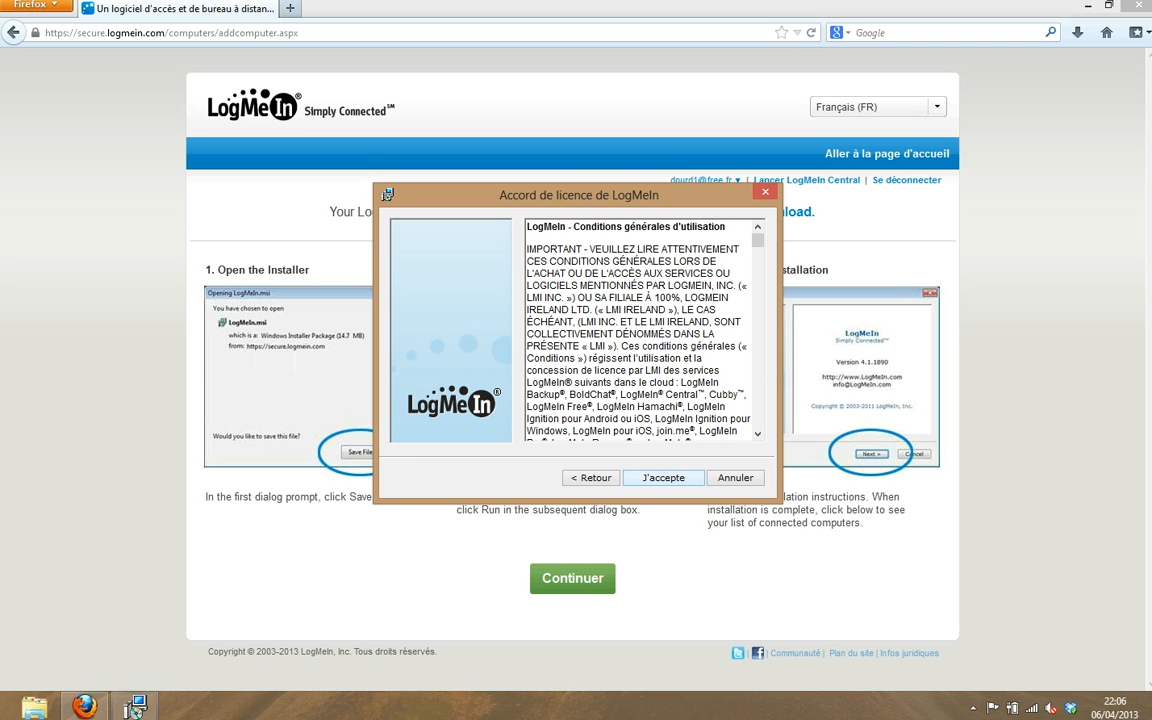 Firefox
Un logiciel d'accès et de bureau à distan...
https://secure.logmein.com/computers/addcomputer.aspx
Google
LogMeIn® Simply Connected℠
Français (FR)
Aller à la page d'accueil
dourd1@free.fr | Lancer LogMeIn Central | Se déconnecter
Accord de licence de LogMeIn
Your Lo
load.
1. Open the Installer
stallation
Opening LogMeIn.msi
You have chosen to open
LogMeIn.msi
which is a: Windows Installer Package (14.7 MB)
from: https://secure.logmein.com
Would you like to save this file?
Save File
LogMeIn®
LogMeIn - Conditions générales d'utilisation
IMPORTANT - VEUILLEZ LIRE ATTENTIVEMENT
CES CONDITIONS GÉNÉRALES LORS DE
L'ACHAT OU DE L'ACCÈS AUX SERVICES OU
LOGICIELS MENTIONNÉS PAR LOGMEIN, INC. («
LMI INC. ») OU SA FILIALE À 100%, LOGMEIN
IRELAND LTD. (« LMI IRELAND »), LE CAS
ÉCHÉANT, (LMI INC. ET LE LMI IRELAND, SONT
COLLECTIVEMENT DÉNOMMÉS DANS LA
PRÉSENTE « LMI »). Ces conditions générales («
Conditions ») régissent l'utilisation et la
concession de licence par LMI des services
LogMeIn® suivants dans le cloud : LogMeIn
Backup®, BoldChat®, LogMeIn® Central™, Cubby™,
LogMeIn Free®, LogMeIn Hamachi®, LogMeIn
Ignition pour Android ou iOS, LogMeIn Ignition pour
Windows, LogMeIn pour iOS, join.me®, LogMeIn
< Retour
J'accepte
Annuler
LogMeIn
Simply Connected™
Version 4.1.1890
http://www.LogMeIn.com
info@LogMeIn.com
Copyright © 2003-2011 LogMeIn, Inc.
Next >
Cancel
In the first dialog prompt, click Save
click Run in the subsequent dialog box.
lation instructions. When
installation is complete, click below to see
your list of connected computers.
Continuer
Copyright © 2003-2013 LogMeIn, Inc. Tous droits réservés.
Communauté | Plan du site | Infos juridiques
22:06
06/04/2013